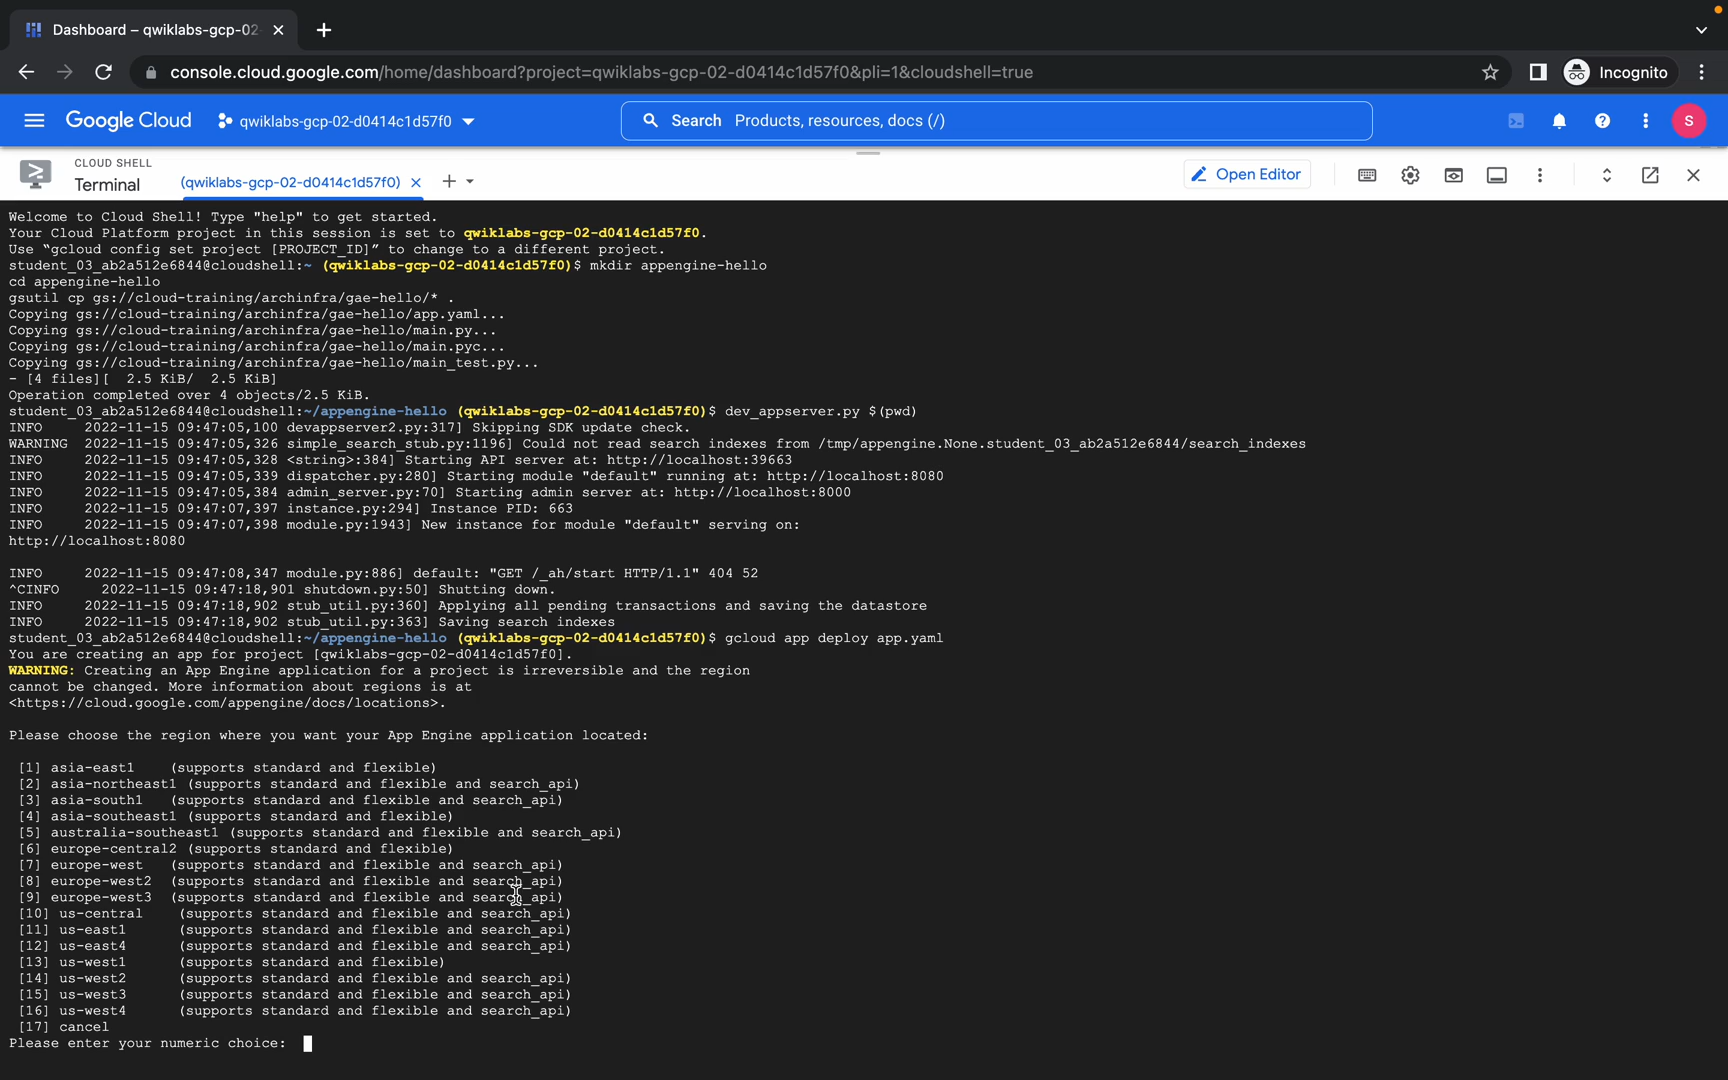 Dashboard – qwiklabs-gcp-02-
console.cloud.google.com/home/dashboard?project=qwiklabs-gcp-02-d0414c1d57f0&pli=1&cloudshell=true
Incognito
Google Cloud
qwiklabs-gcp-02-d0414c1d57f0
Search Products, resources, docs (/)
S
CLOUD SHELL
Terminal
(qwiklabs-gcp-02-d0414c1d57f0)
Open Editor
Welcome to Cloud Shell! Type "help" to get started.
Your Cloud Platform project in this session is set to qwiklabs-gcp-02-d0414c1d57f0.
Use “gcloud config set project [PROJECT_ID]” to change to a different project.
student_03_ab2a512e6844@cloudshell:~ (qwiklabs-gcp-02-d0414c1d57f0)$ mkdir appengine-hello
cd appengine-hello
gsutil cp gs://cloud-training/archinfra/gae-hello/* .
Copying gs://cloud-training/archinfra/gae-hello/app.yaml...
Copying gs://cloud-training/archinfra/gae-hello/main.py...
Copying gs://cloud-training/archinfra/gae-hello/main.pyc...
Copying gs://cloud-training/archinfra/gae-hello/main_test.py...
- [4 files][  2.5 KiB/  2.5 KiB]
Operation completed over 4 objects/2.5 KiB.
student_03_ab2a512e6844@cloudshell:~/appengine-hello (qwiklabs-gcp-02-d0414c1d57f0)$ dev_appserver.py $(pwd)
INFO     2022-11-15 09:47:05,100 devappserver2.py:317] Skipping SDK update check.
WARNING  2022-11-15 09:47:05,326 simple_search_stub.py:1196] Could not read search indexes from /tmp/appengine.None.student_03_ab2a512e6844/search_indexes
INFO     2022-11-15 09:47:05,328 <string>:384] Starting API server at: http://localhost:39663
INFO     2022-11-15 09:47:05,339 dispatcher.py:280] Starting module "default" running at: http://localhost:8080
INFO     2022-11-15 09:47:05,384 admin_server.py:70] Starting admin server at: http://localhost:8000
INFO     2022-11-15 09:47:07,397 instance.py:294] Instance PID: 663
INFO     2022-11-15 09:47:07,398 module.py:1943] New instance for module "default" serving on:
http://localhost:8080
INFO     2022-11-15 09:47:08,347 module.py:886] default: "GET /_ah/start HTTP/1.1" 404 52
^CINFO     2022-11-15 09:47:18,901 shutdown.py:50] Shutting down.
INFO     2022-11-15 09:47:18,902 stub_util.py:360] Applying all pending transactions and saving the datastore
INFO     2022-11-15 09:47:18,902 stub_util.py:363] Saving search indexes
student_03_ab2a512e6844@cloudshell:~/appengine-hello (qwiklabs-gcp-02-d0414c1d57f0)$ gcloud app deploy app.yaml
You are creating an app for project [qwiklabs-gcp-02-d0414c1d57f0].
WARNING: Creating an App Engine application for a project is irreversible and the region
cannot be changed. More information about regions is at
<https://cloud.google.com/appengine/docs/locations>.
Please choose the region where you want your App Engine application located:
[1] asia-east1    (supports standard and flexible)
[2] asia-northeast1 (supports standard and flexible and search_api)
[3] asia-south1   (supports standard and flexible and search_api)
[4] asia-southeast1 (supports standard and flexible)
[5] australia-southeast1 (supports standard and flexible and search_api)
[6] europe-central2 (supports standard and flexible)
[7] europe-west   (supports standard and flexible and search_api)
[8] europe-west2  (supports standard and flexible and search_api)
[9] europe-west3  (supports standard and flexible and search_api)
[10] us-central    (supports standard and flexible and search_api)
[11] us-east1      (supports standard and flexible and search_api)
[12] us-east4      (supports standard and flexible and search_api)
[13] us-west1      (supports standard and flexible)
[14] us-west2      (supports standard and flexible and search_api)
[15] us-west3      (supports standard and flexible and search_api)
[16] us-west4      (supports standard and flexible and search_api)
[17] cancel
Please enter your numeric choice: